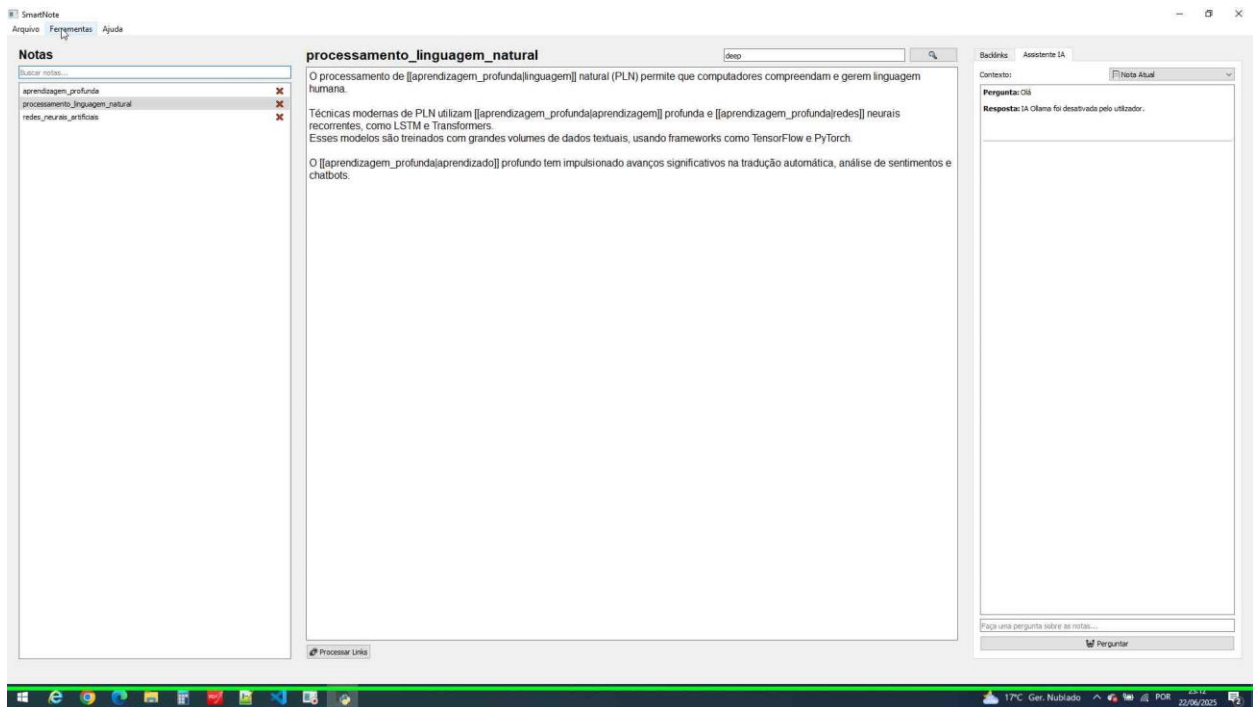 SmartNote
Arquivo Ferramentas Ajuda
Notas
Buscar notas...
aprendizagem_profunda
processamento_linguagem_natural
redes_neurais_artificiais
processamento_linguagem_natural
deep
O processamento de [[aprendizagem_profunda|linguagem]] natural (PLN) permite que computadores compreendam e gerem linguagem
humana.
Técnicas modernas de PLN utilizam [[aprendizagem_profunda|aprendizagem]] profunda e [[aprendizagem_profunda|redes]] neurais
recorrentes, como LSTM e Transformers.
Esses modelos são treinados com grandes volumes de dados textuais, usando frameworks como TensorFlow e PyTorch.
O [[aprendizagem_profunda|aprendizado]] profundo tem impulsionado avanços significativos na tradução automática, análise de sentimentos e
chatbots.
Processar Links
Backlinks Assistente IA
Contexto: Nota Atual
Pergunta: Olá
Resposta: IA Ollama foi desativada pelo utilizador.
Faça uma pergunta sobre as notas...
Perguntar
17°C Ger. Nublado POR
23:12
22/06/2025